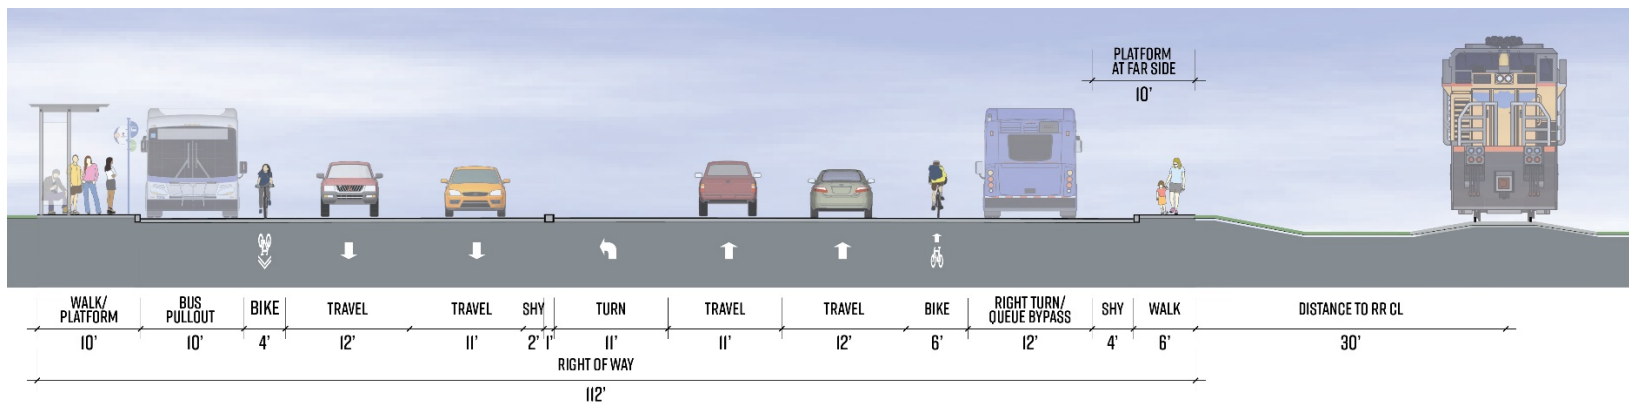 PLATFORM
AT FAR SIDE
10'
WALK/
PLATFORM
BUS
PULLOUT
BIKE
TRAVEL
TRAVEL
SHY
TURN
TRAVEL
TRAVEL
BIKE
RIGHT TURN/
QUEUE BYPASS
SHY
WALK
DISTANCE TO RR CL
10'
10'
4'
12'
11'
2'
1'
11'
11'
12'
6'
12'
4'
6'
30'
RIGHT OF WAY
112'